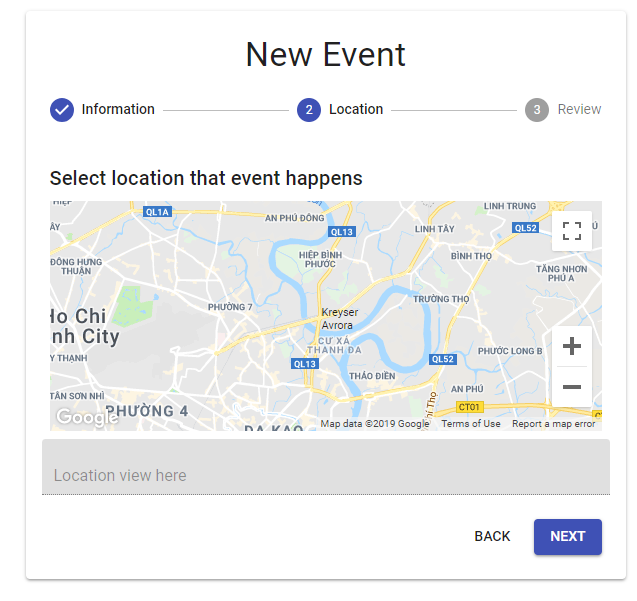 New Event
Information
2 Location
3 Review
Select location that event happens
QL1A
LINH TRUNG
AN PHÚ ĐÔNG
QL13
LINH TÂY
QL52
ĐÔNG HƯNG
THUẬN
HIỆP BÌNH
PHƯỚC
BÌNH THỌ
TĂNG NHƠN
PHÚ A
PHƯỜNG 7
TRƯỜNG THỌ
Ho Chi
nh City
Kreyser
Avrora
CƯ XÁ
THANH ĐA
Y THẠNH
QL13
QL52
PHƯỚC LONG B
THẢO ĐIỀN
TÂN SƠN NHÌ
AN PHÚ
PHƯỜNG 4
CT01
Google
ĐA KAO
Map data ©2019 Google
Terms of Use
Report a map error
Location view here
BACK
NEXT